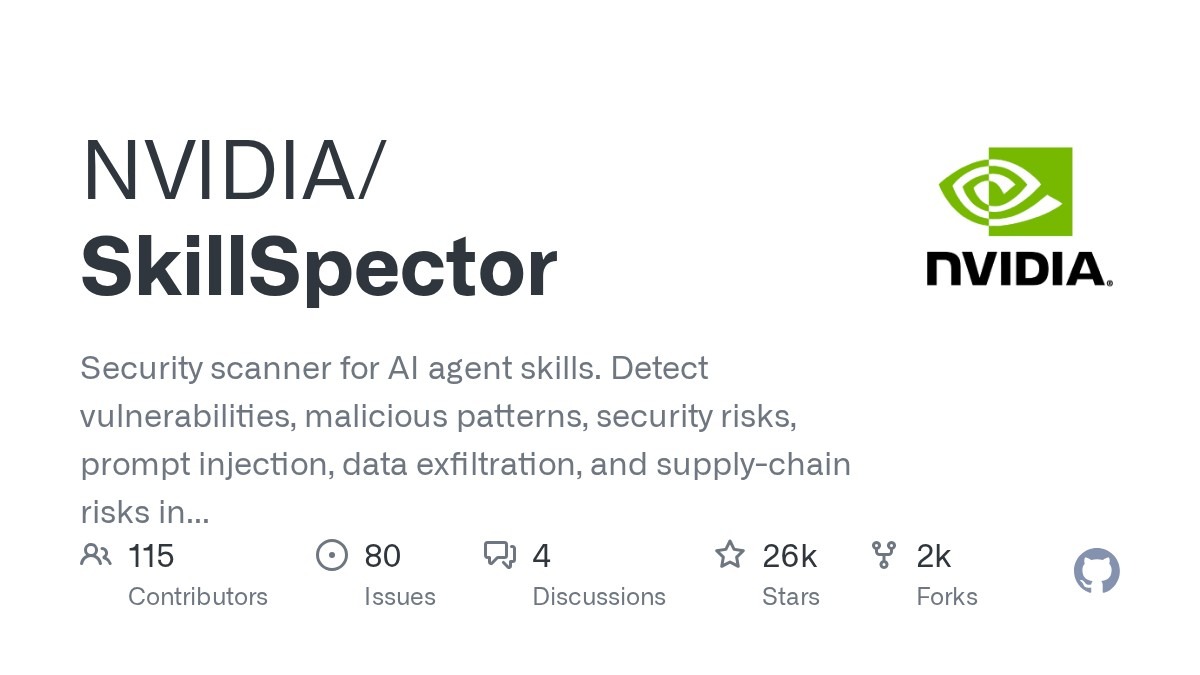 NVIDIA/
SkillSpector
NVIDIA®
Security scanner for AI agent skills. Detect
vulnerabilities, malicious patterns, security risks,
prompt injection, data exfiltration, and supply-chain
risks in...
115
Contributors
80
Issues
4
Discussions
26k
Stars
2k
Forks